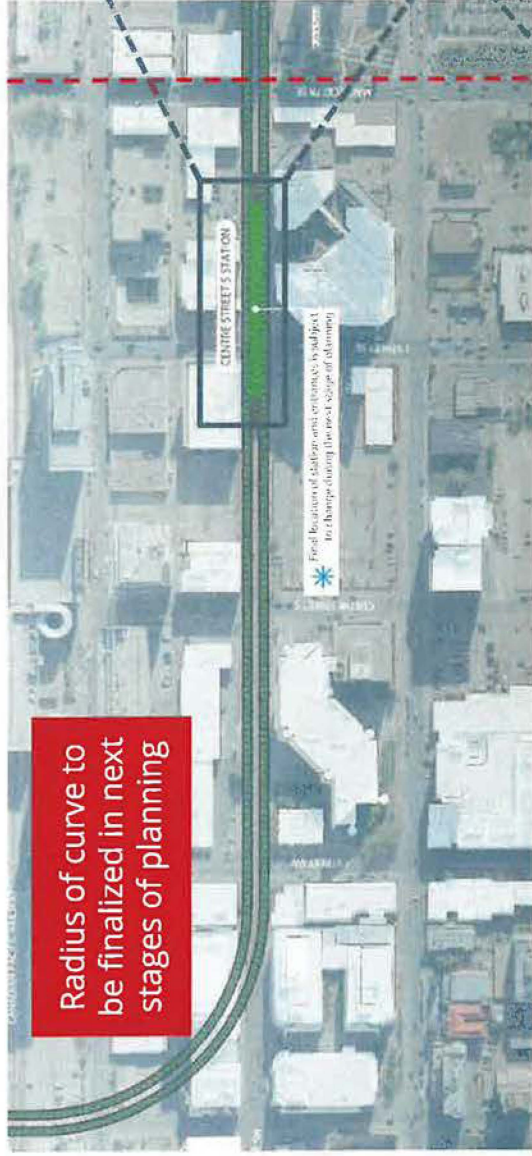 Radius of curve to
be finalized in next
stages of planning
CENTRE STREET S STATION
Final location of station and entrances is subject
to change during the next stage of planning
CENTRE STREET S